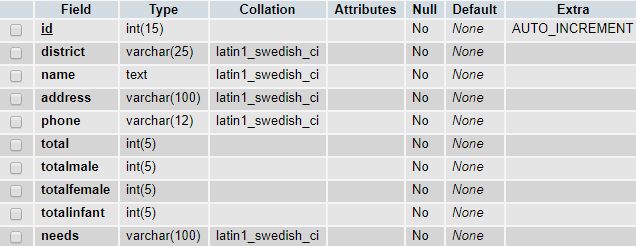 Field Type Collation Attributes Null Default Extra
id int(15) No None AUTO_INCREMENT
district varchar(25) latin1_swedish_ci No None
name text latin1_swedish_ci No None
address varchar(100) latin1_swedish_ci No None
phone varchar(12) latin1_swedish_ci No None
total int(5) No None
totalmale int(5) No None
totalfemale int(5) No None
totalinfant int(5) No None
needs varchar(100) latin1_swedish_ci No None